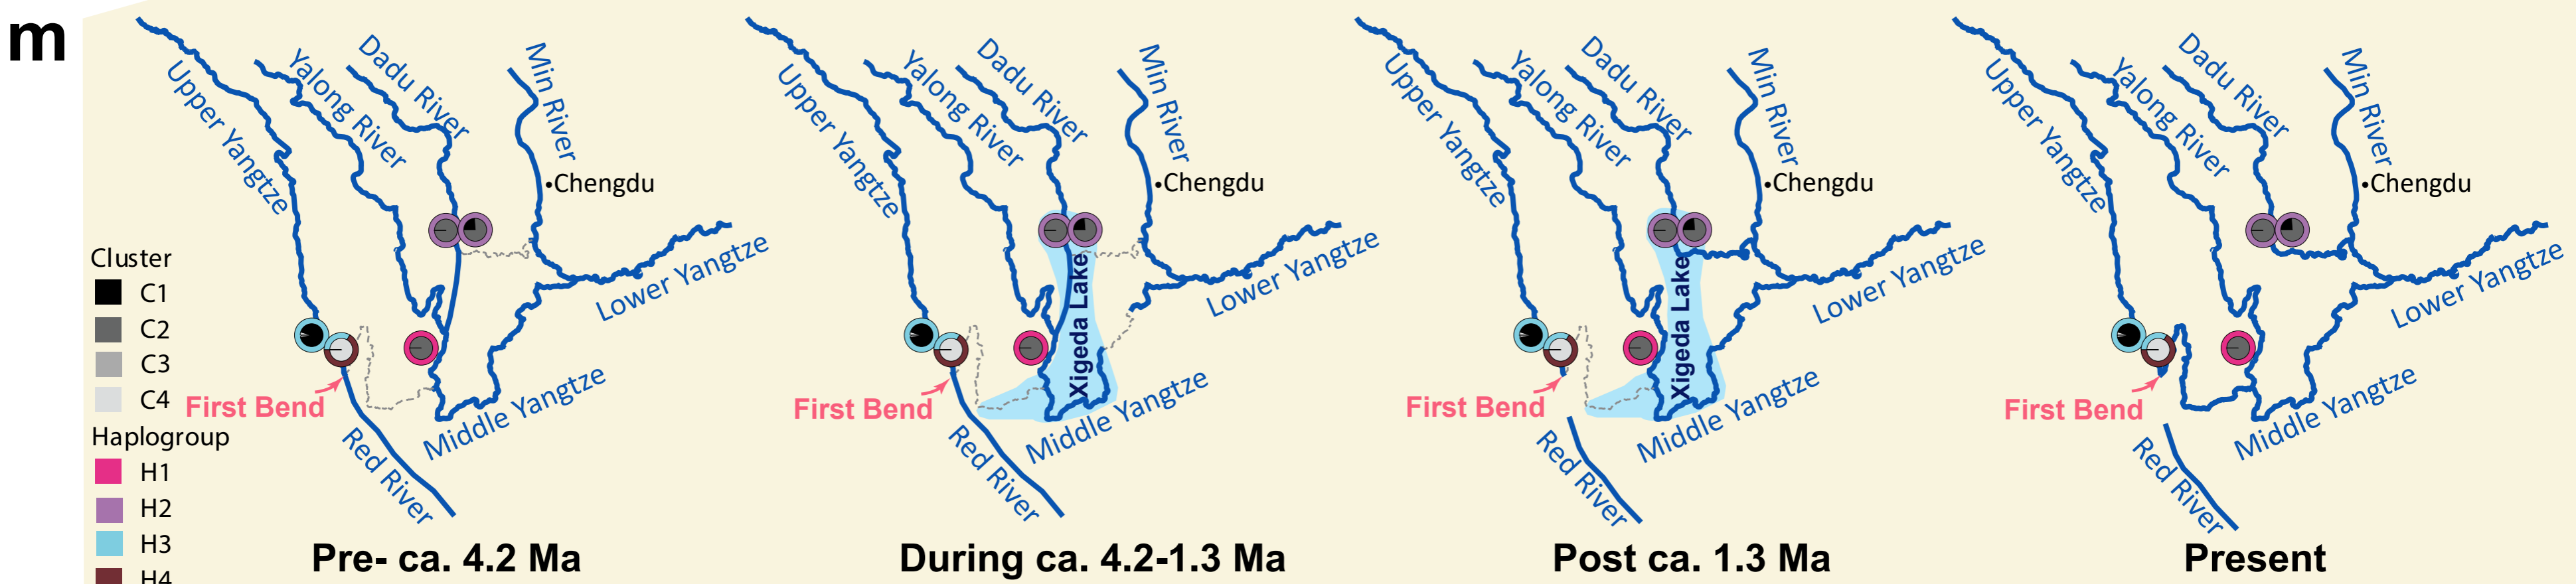 m
Upper Yangtze
Yalong River
Dadu River
Min River
•Chengdu
Lower Yangtze
Middle Yangtze
First Bend
Red River
Pre- ca. 4.2 Ma
Cluster
C1
C2
C3
C4
Haplogroup
H1
H2
H3
H4
Upper Yangtze
Yalong River
Dadu River
Min River
•Chengdu
Lower Yangtze
Xigeda Lake
Middle Yangtze
First Bend
Red River
During ca. 4.2-1.3 Ma
Upper Yangtze
Yalong River
Dadu River
Min River
•Chengdu
Lower Yangtze
Xigeda Lake
Middle Yangtze
First Bend
Red River
Post ca. 1.3 Ma
Upper Yangtze
Yalong River
Dadu River
Min River
•Chengdu
Lower Yangtze
Middle Yangtze
First Bend
Red River
Present